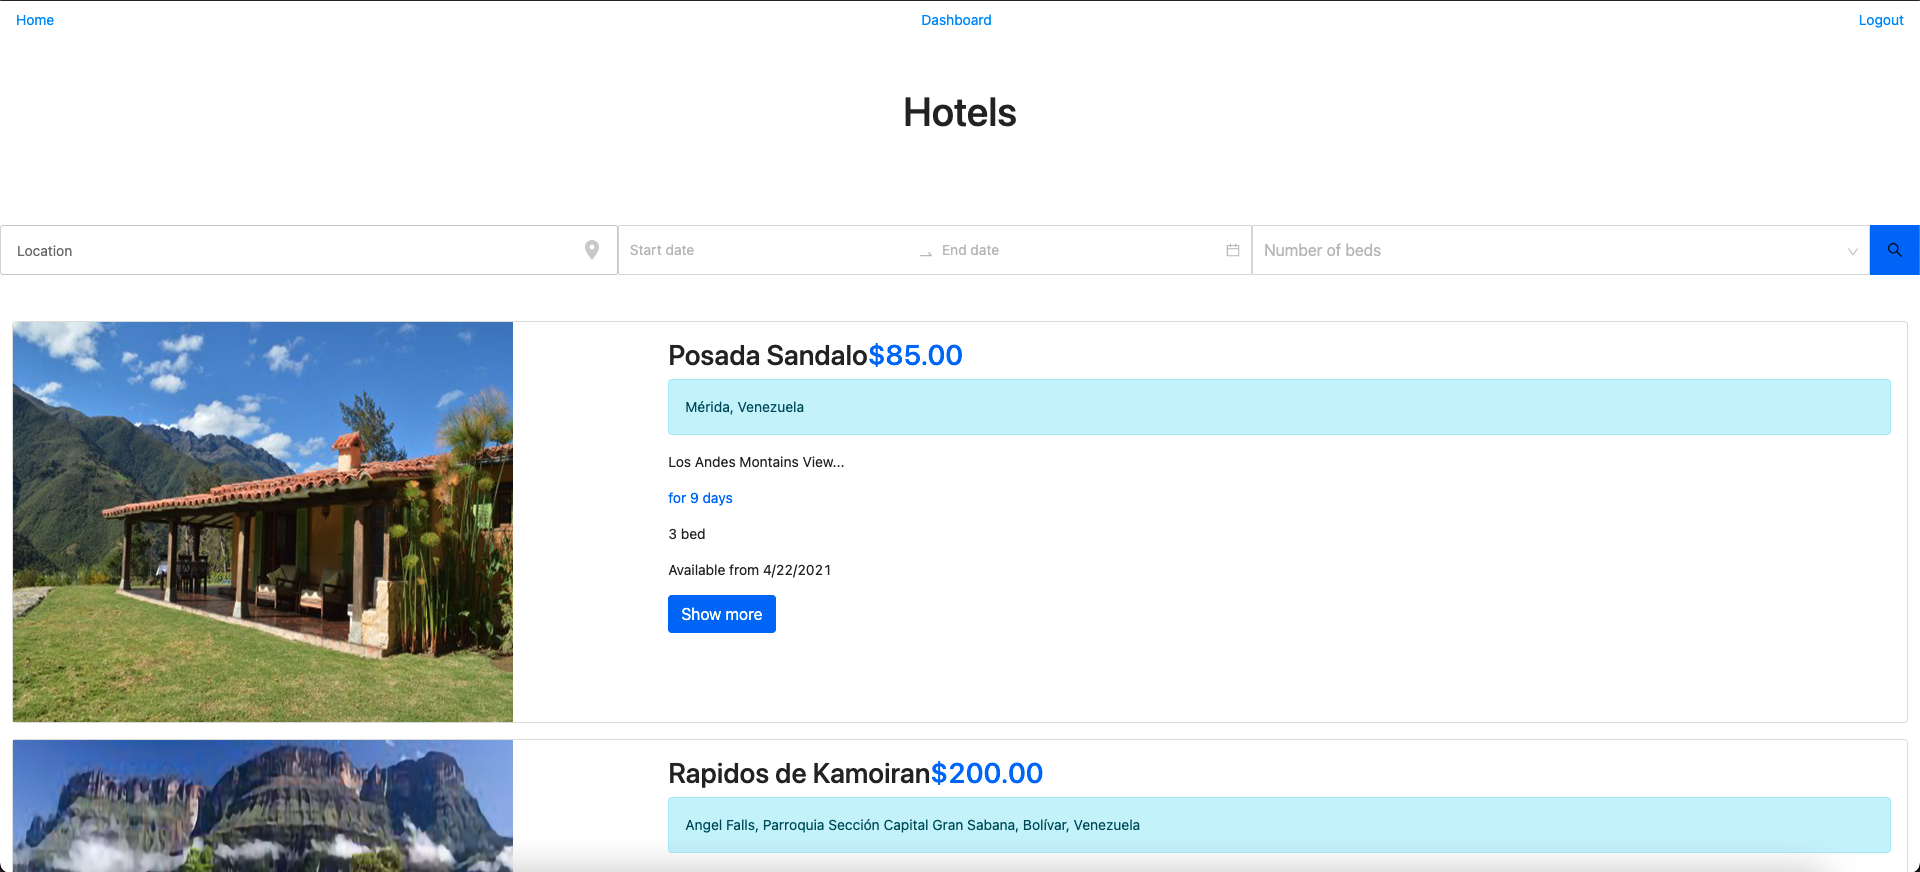 Home Dashboard Logout
Hotels
Location Start date End date Number of beds
Posada Sandalo$85.00
Mérida, Venezuela
Los Andes Montains View...
for 9 days
3 bed
Available from 4/22/2021
Show more
Rapidos de Kamoiran$200.00
Angel Falls, Parroquia Sección Capital Gran Sabana, Bolívar, Venezuela